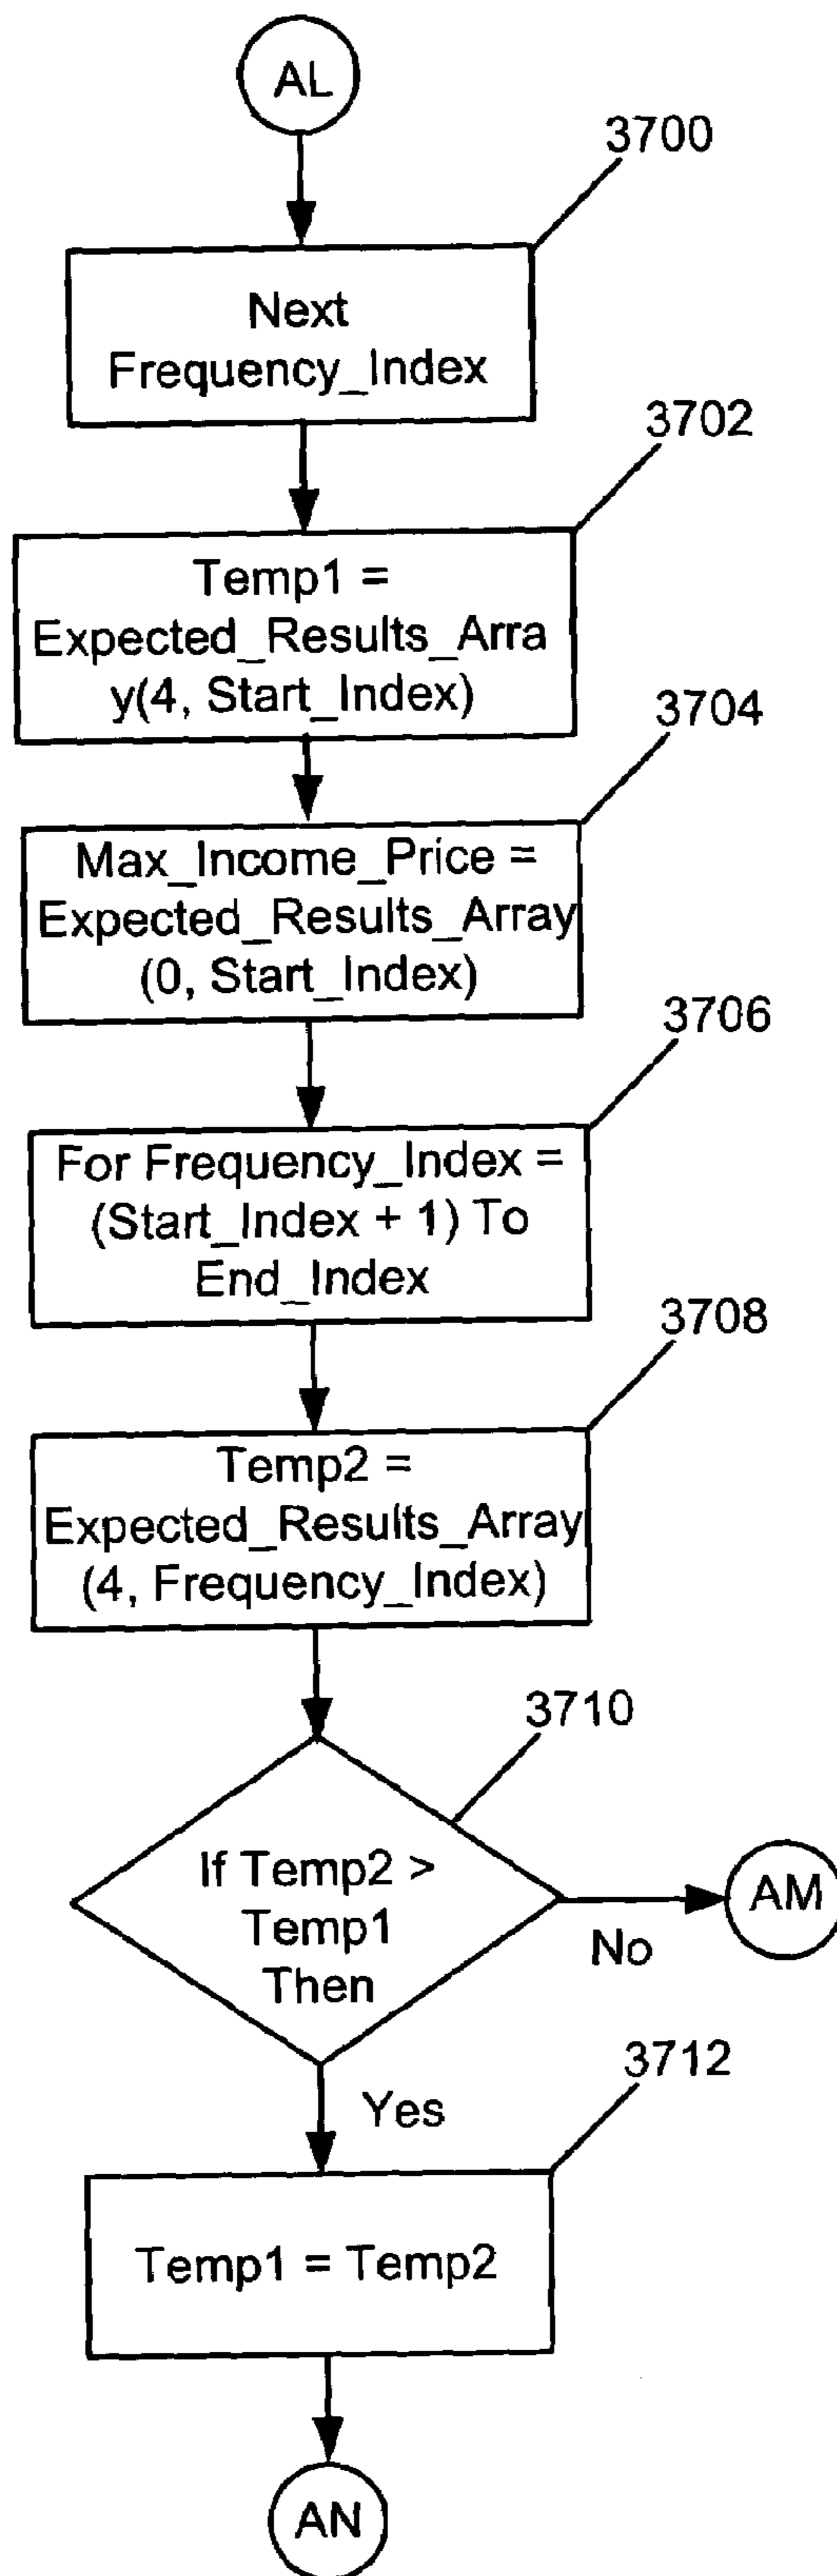 AL
3700
Next
Frequency_Index
3702
Temp1 =
Expected_Results_Arra
y(4, Start_Index)
3704
Max_Income_Price =
Expected_Results_Array
(0, Start_Index)
3706
For Frequency_Index =
(Start_Index + 1) To
End_Index
3708
Temp2 =
Expected_Results_Array
(4, Frequency_Index)
3710
If Temp2 >
Temp1
Then
AM
No
3712
Yes
Temp1 = Temp2
AN